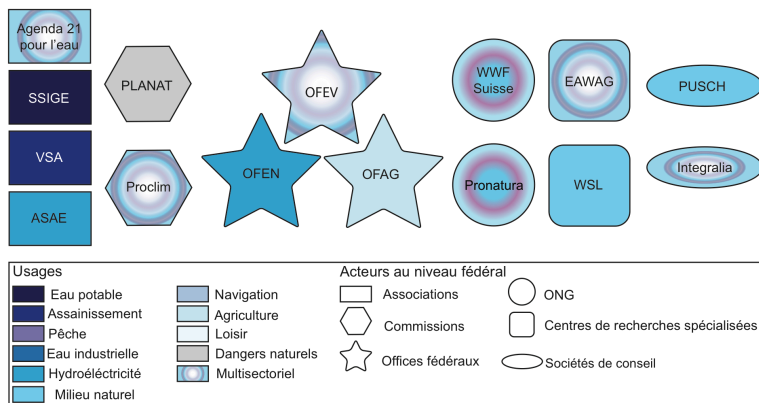 Agenda 21
pour l'eau
SSIGE
VSA
ASAE
PLANAT
Proclim
OFEV
OFEN
OFAG
WWF
Suisse
Pronatura
EAWAG
WSL
PUSCH
Integralia
Usages
Eau potable
Assainissement
Pêche
Eau industrielle
Hydroéléctricité
Milieu naturel
Navigation
Agriculture
Loisir
Dangers naturels
Multisectoriel
Acteurs au niveau fédéral
Associations
Commissions
Offices fédéraux
ONG
Centres de recherches spécialisées
Sociétés de conseil